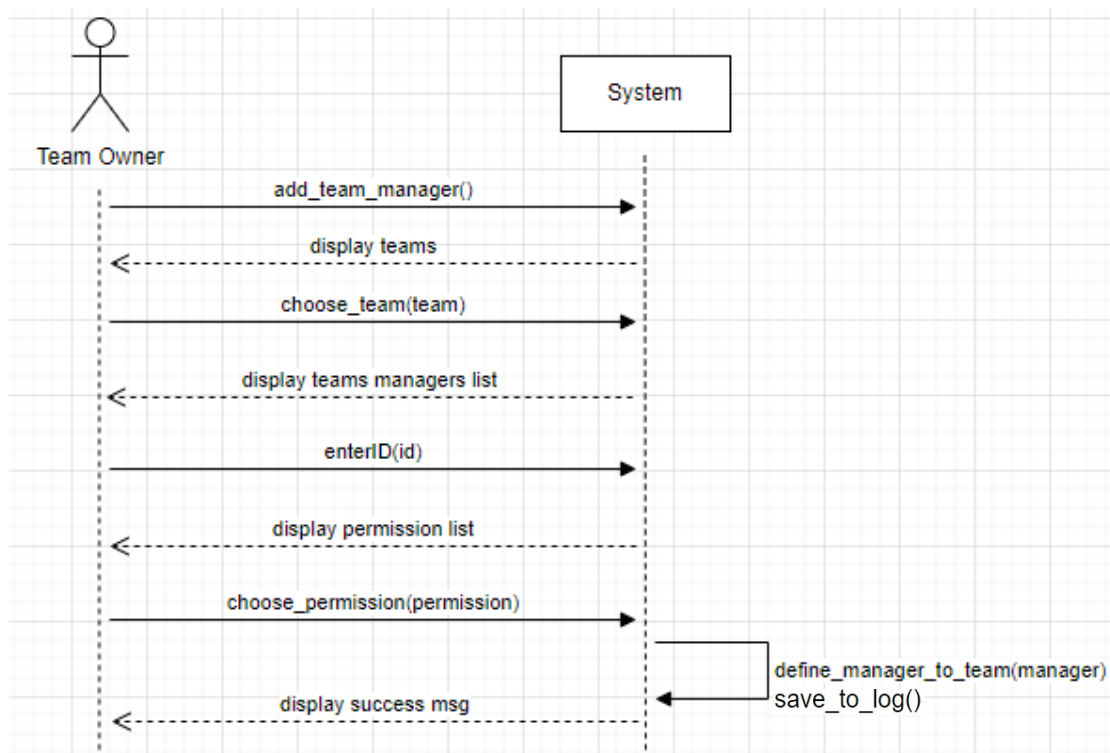 System
Team Owner
add_team_manager()
display teams
choose_team(team)
display teams managers list
enterID(id)
display permission list
choose_permission(permission)
define_manager_to_team(manager)
save_to_log()
display success msg